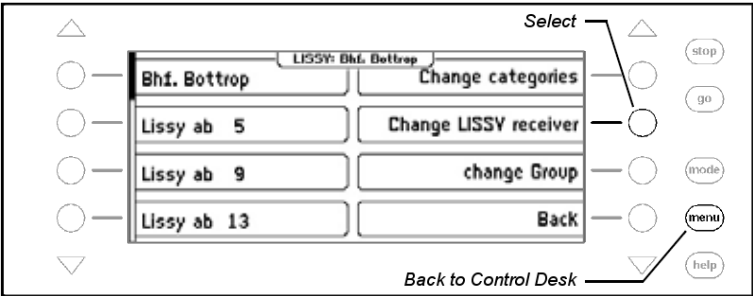 Select
stop
LISSY: Bhf. Bottrop
Bhf. Bottrop
Change categories
go
Lissy ab 5
Change LISSY receiver
Lissy ab 9
change Group
mode
Lissy ab 13
Back
menu
help
Back to Control Desk